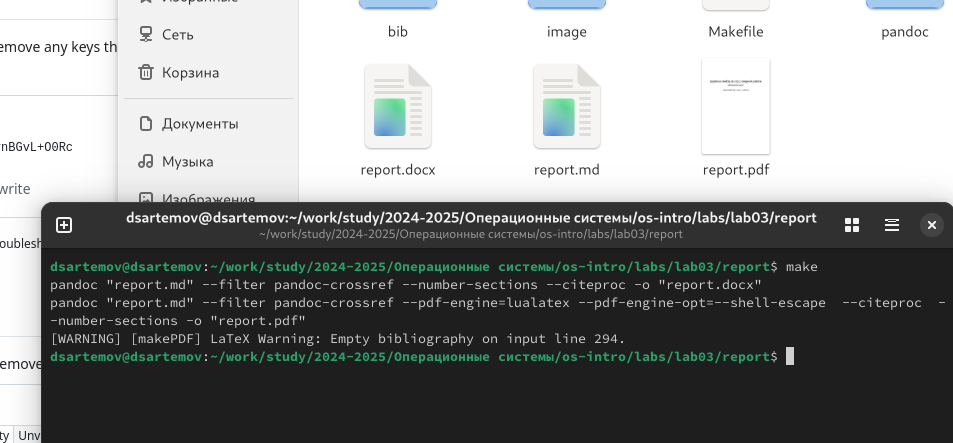 Избранные
bib
image
Makefile
pandoc
emove any keys th
Сеть
Корзина
Документы
nBGvL+O0Rc
Музыка
report.docx
report.md
report.pdf
write
Изображения
dsartemov@dsartemov:~/work/study/2024-2025/Операционные системы/os-intro/labs/lab03/report
~/work/study/2024-2025/Операционные системы/os-intro/labs/lab03/report
oublesh
dsartemov@dsartemov:~/work/study/2024-2025/Операционные системы/os-intro/labs/lab03/report$ make
pandoc "report.md" --filter pandoc-crossref --number-sections --citeproc -o "report.docx"
pandoc "report.md" --filter pandoc-crossref --pdf-engine=lualatex --pdf-engine-opt=--shell-escape  --citeproc -
-number-sections -o "report.pdf"
[WARNING] [makePDF] LaTeX Warning: Empty bibliography on input line 294.
dsartemov@dsartemov:~/work/study/2024-2025/Операционные системы/os-intro/labs/lab03/report$
emove
ty
Unv